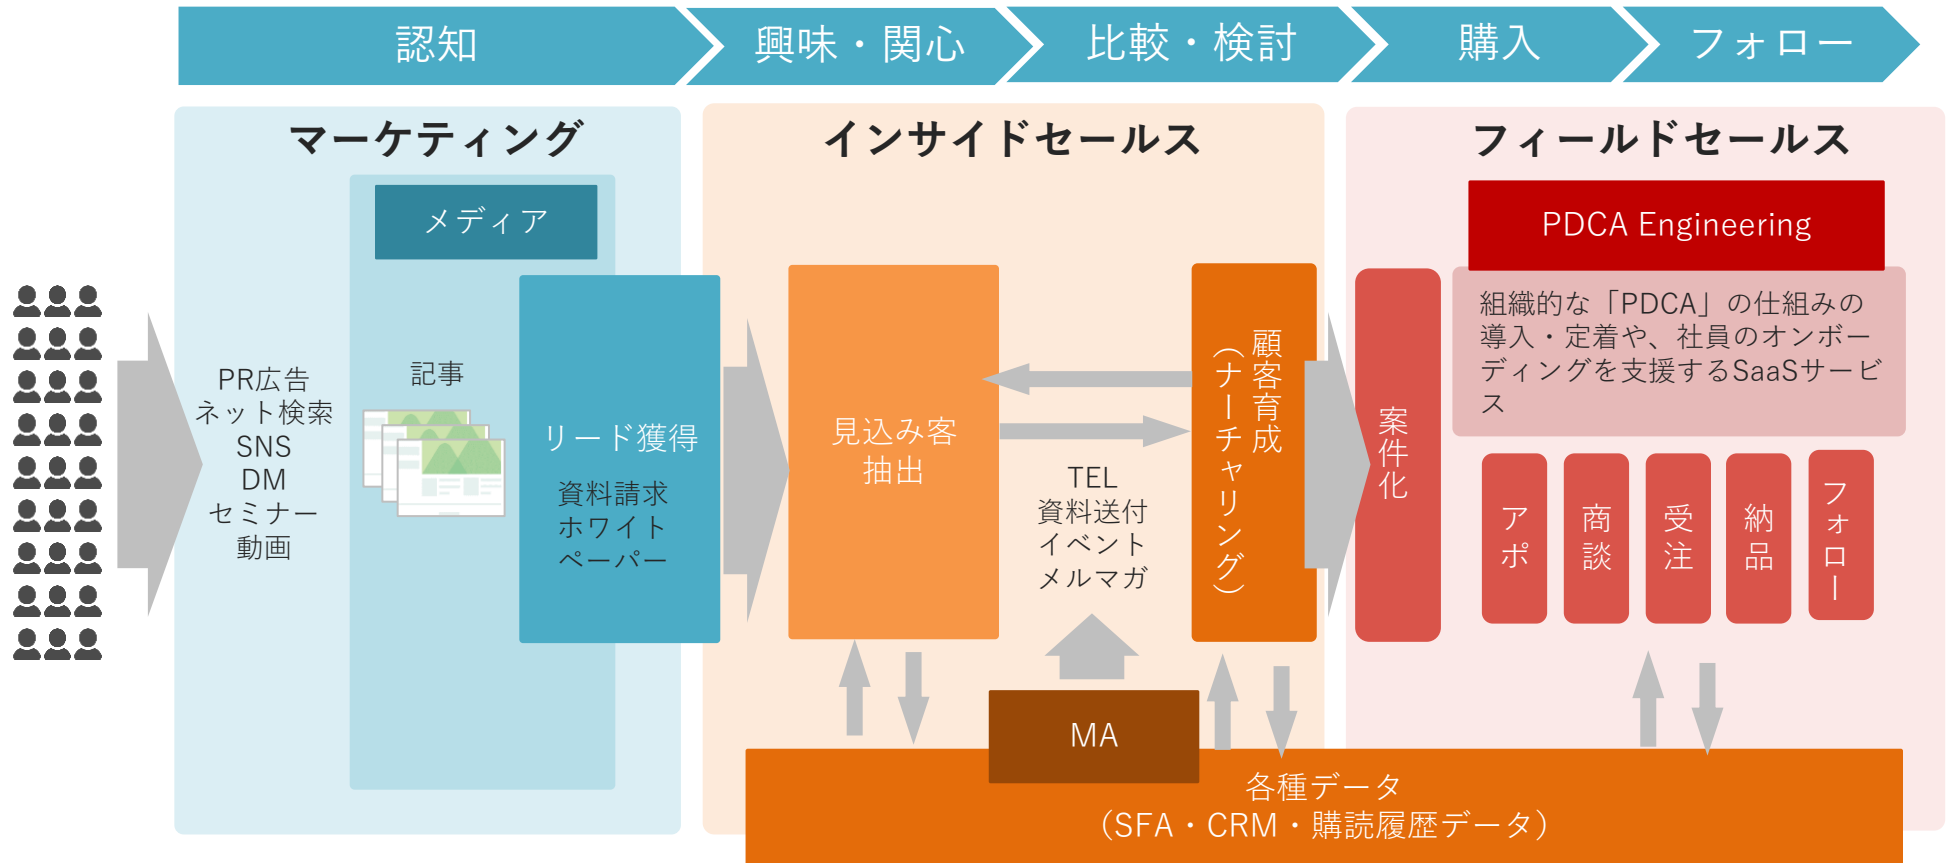 認知
興味・関心
比較・検討
購入
フォロー
マーケティング
メディア
PR広告
ネット検索
SNS
DM
セミナー
動画
記事
リード獲得
資料請求
ホワイト
ペーパー
インサイドセールス
見込み客
抽出
TEL
資料送付
イベント
メルマガ
顧客育成
（ナーチャリング）
MA
フィールドセールス
案件化
PDCA Engineering
組織的な「PDCA」の仕組みの
導入・定着や、社員のオンボー
ディングを支援するSaaSサービ
ス
アポ
商談
受注
納品
フォロー
各種データ
（SFA・CRM・購読履歴データ）